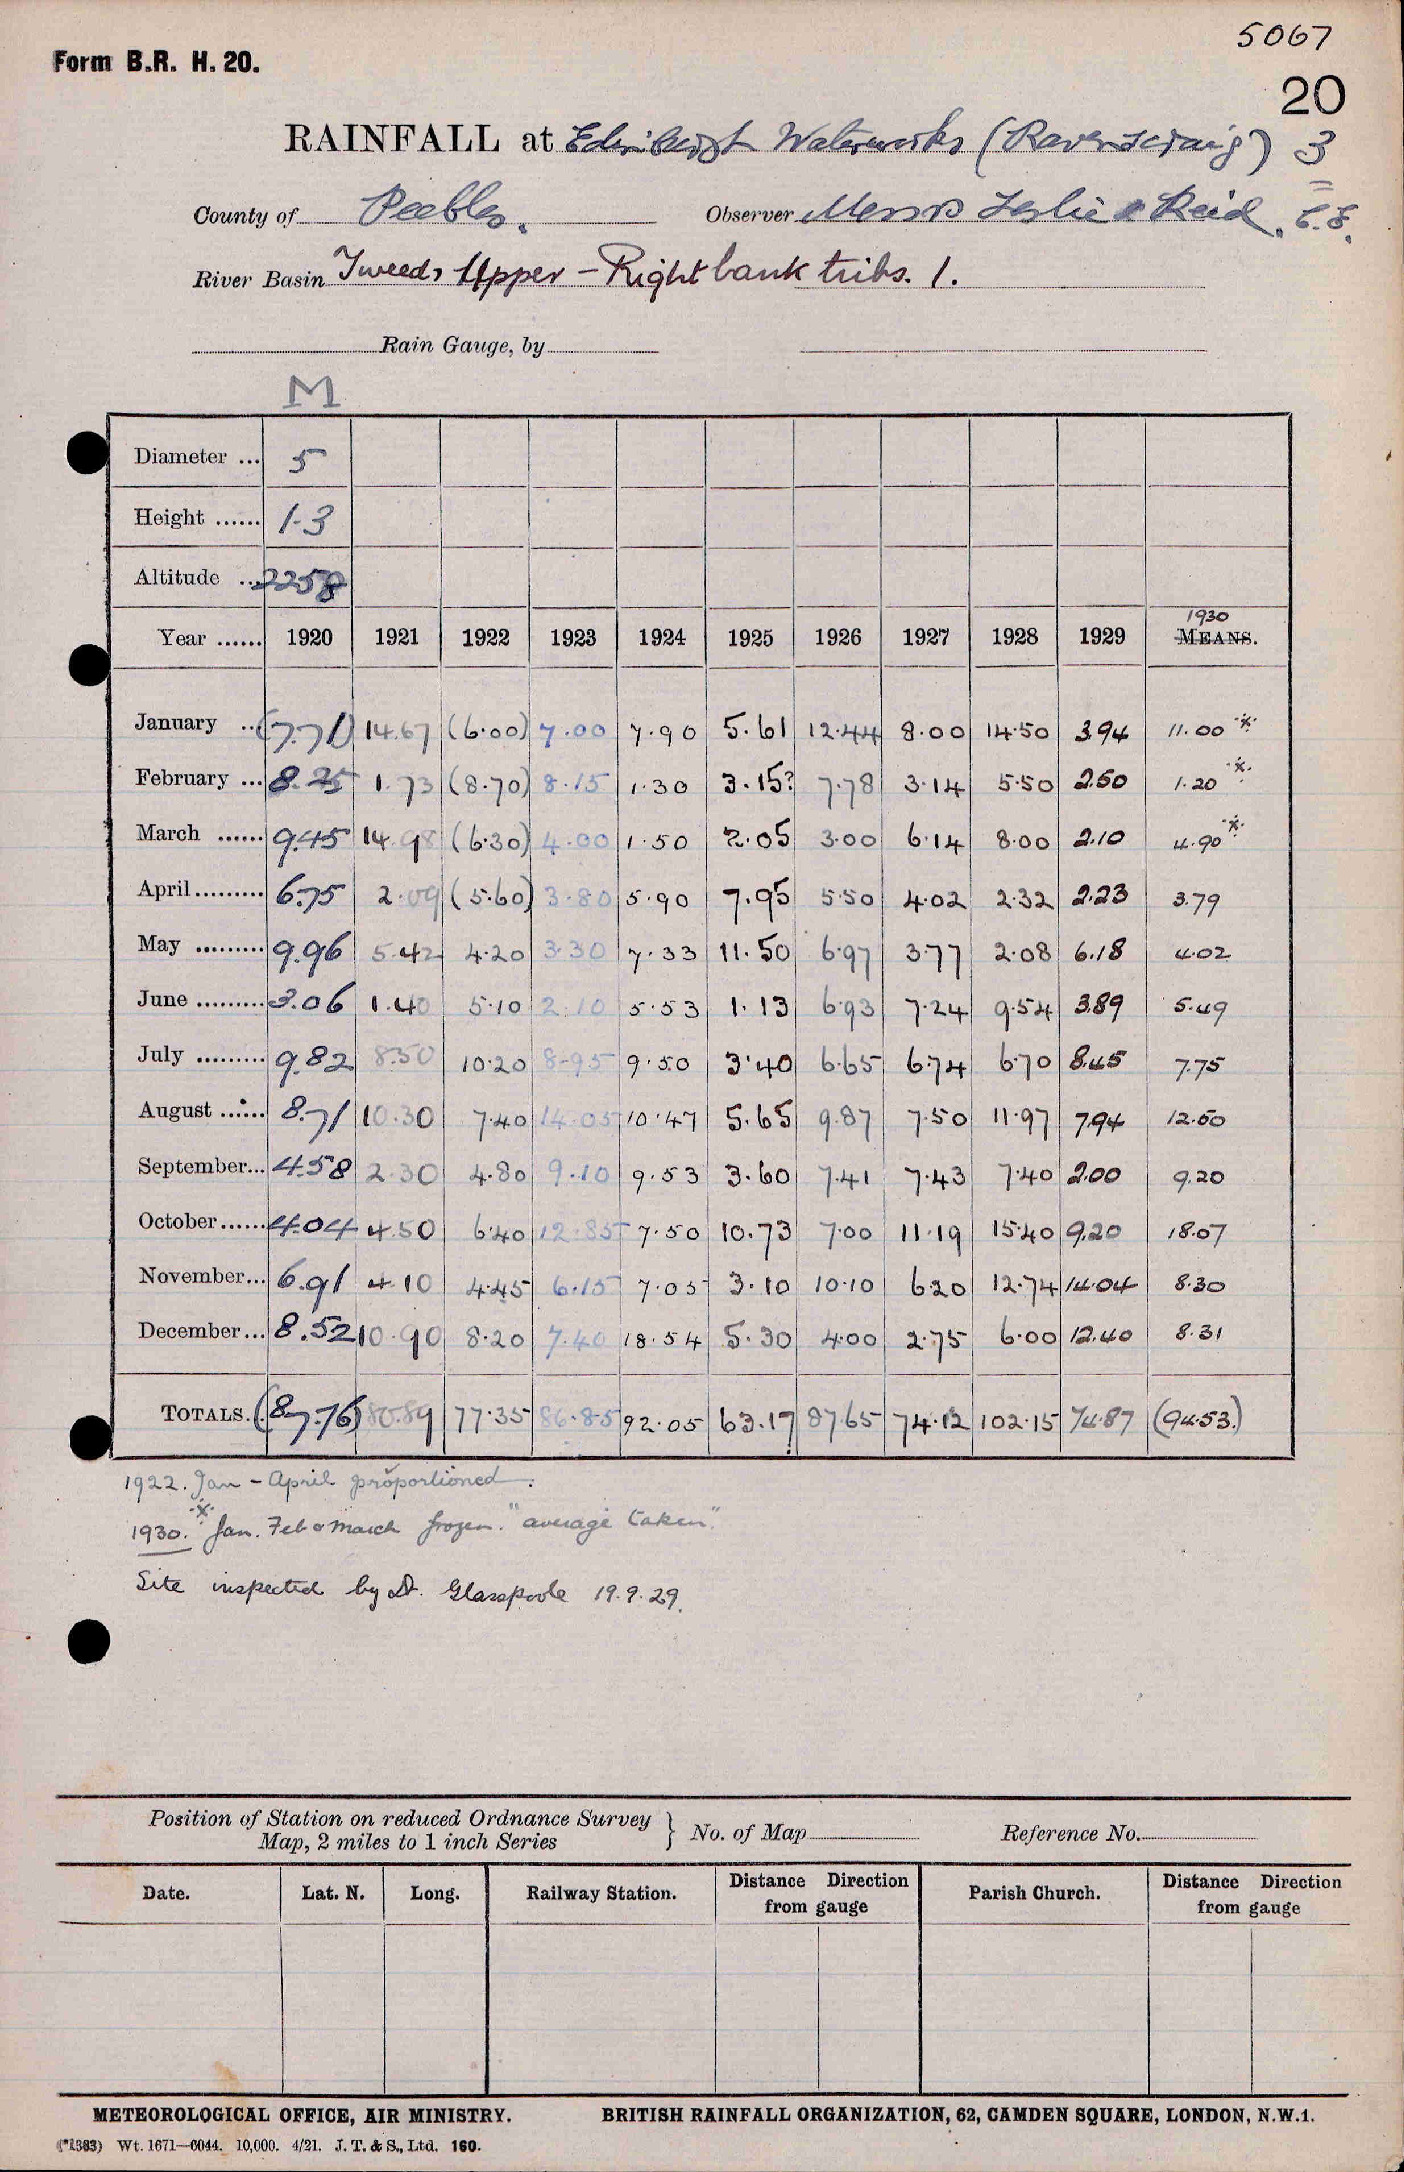 5067
Form B.R. H. 20.
20
RAINFALL at Edinburgh Waterworks (Ravenscraig) 3
County of Peebles. Observer Messrs Leslie & Reid, C.E.
River Basin Tweed, Upper - Right bank tribs. 1.
Rain Gauge, by
M
Diameter ... 5
Height ...... 1-3
Altitude ... 2258
1930
Year ...... 1920 1921 1922 1923 1924 1925 1926 1927 1928 1929 MEANS.
January ... (7.71) 14.67 (6.00) 7.00 7.90 5.61 12.44 8.00 14.50 3.94 11.00 *
February ... 8.25 1.73 (8.70) 8.15 1.30 3.15? 7.78 3.14 5.50 2.50 1.20 *
March ...... 9.45 14.98 (6.30) 4.00 1.50 2.05 3.00 6.14 8.00 2.10 4.90 *
April ......... 6.75 2.09 (5.60) 3.80 5.90 7.95 5.50 4.02 2.32 2.23 3.79
May ......... 9.96 5.42 4.20 3.30 7.33 11.50 6.97 3.77 2.08 6.18 4.02
June ......... 3.06 1.40 5.10 2.10 5.53 1.13 6.93 7.24 9.54 3.89 5.49
July ......... 9.82 8.50 10.20 8.95 9.50 3.40 6.65 6.74 6.70 8.45 7.75
August ...... 8.71 10.30 7.40 14.05 10.47 5.65 9.87 7.50 11.97 7.94 12.50
September... 4.58 2.30 4.80 9.10 9.53 3.60 7.41 7.43 7.40 2.00 9.20
October ...... 4.04 4.50 6.40 12.85 7.50 10.73 7.00 11.19 15.40 9.20 18.07
November... 6.91 4.10 4.45 6.15 7.05 3.10 10.10 6.20 12.74 14.04 8.30
December ... 8.52 10.90 8.20 7.40 18.54 5.30 4.00 2.75 6.00 12.40 8.31
TOTALS. (87.76) 80.89 77.35 86.85 92.05 63.17? 87.65 74.12 102.15 74.87 (94.53.)
1922. Jan - April proportioned.
1930. * Jan. Feb & March frozen. "average taken"
Site inspected by Dr. Glasspoole 19.9.29.
Position of Station on reduced Ordnance Survey
Map, 2 miles to 1 inch Series } No. of Map Reference No.
Date. Lat. N. Long. Railway Station. Distance Direction from gauge Parish Church. Distance Direction from gauge
METEOROLOGICAL OFFICE, AIR MINISTRY. BRITISH RAINFALL ORGANIZATION, 62, CAMDEN SQUARE, LONDON, N.W.1.
(*1383) Wt. 1671—6044. 10,000. 4/21. J. T. & S., Ltd. 160.